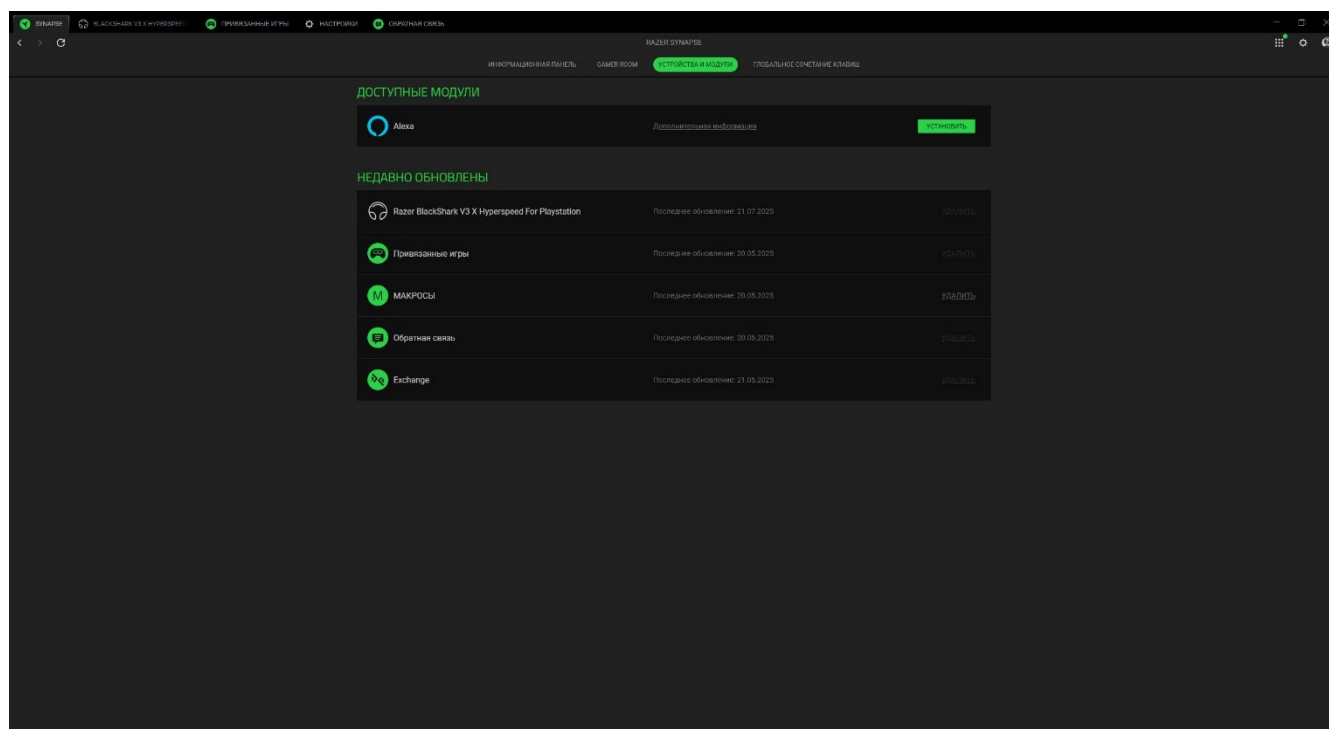 SYNAPSE BLACKSHARK V3 X HYPERSPEED ПРИВЯЗАННЫЕ ИГРЫ НАСТРОЙКИ ОБРАТНАЯ СВЯЗЬ
RAZER SYNAPSE
ИНФОРМАЦИОННАЯ ПАНЕЛЬ GAMER ROOM УСТРОЙСТВА И МОДУЛИ ГЛОБАЛЬНОЕ СОЧЕТАНИЕ КЛАВИШ
ДОСТУПНЫЕ МОДУЛИ
Alexa Дополнительная информация УСТАНОВИТЬ
НЕДАВНО ОБНОВЛЕНЫ
Razer BlackShark V3 X Hyperspeed For Playstation Последнее обновление: 21.07.2025 УДАЛИТЬ
Привязанные игры Последнее обновление: 20.05.2025 УДАЛИТЬ
М МАКРОСЫ Последнее обновление: 20.05.2025 УДАЛИТЬ
Обратная связь Последнее обновление: 20.05.2025 УДАЛИТЬ
Exchange Последнее обновление: 21.05.2025 УДАЛИТЬ